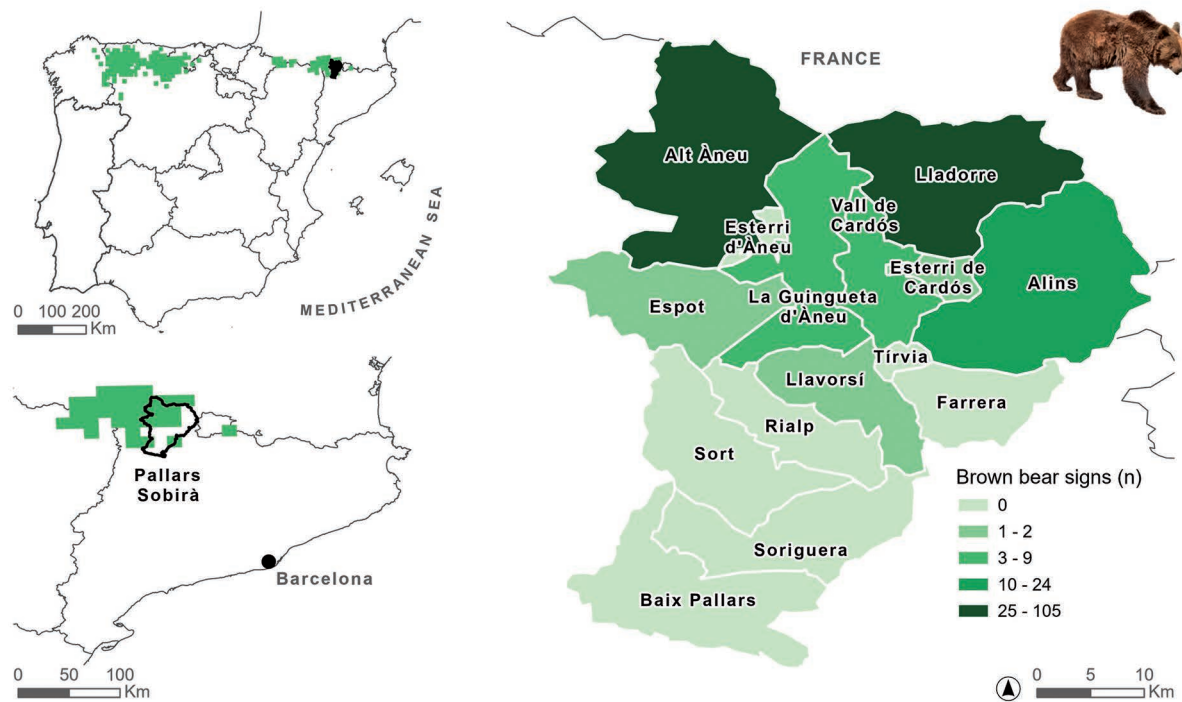 MEDITERRANEAN SEA
0 100 200
Km
Pallars
Sobirà
Barcelona
0 50 100
Km
FRANCE
Alt Àneu
Lladorre
Vall de
Cardós
Esterri
d'Àneu
Esterri de
Cardós
Alins
Espot
La Guingueta
d'Àneu
Tírvia
Llavorsí
Farrera
Rialp
Sort
Soriguera
Baix Pallars
Brown bear signs (n)
0
1 - 2
3 - 9
10 - 24
25 - 105
0 5 10
Km